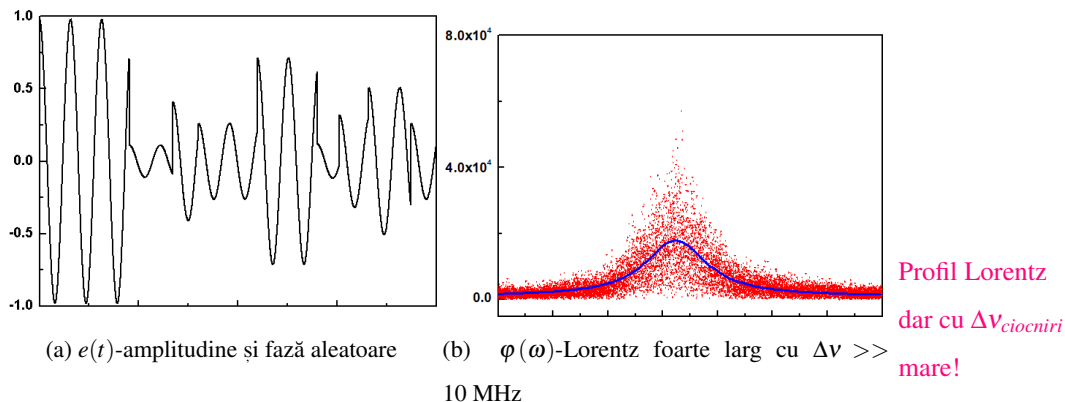 1.0
0.5
0.0
-0.5
-1.0
(a) e(t)-amplitudine și fază aleatoare
8.0x10⁴
4.0x10⁴
0.0
(b) φ(ω)-Lorentz foarte larg cu Δν >>
10 MHz
Profil Lorentz
dar cu Δν_ciocniri
mare!